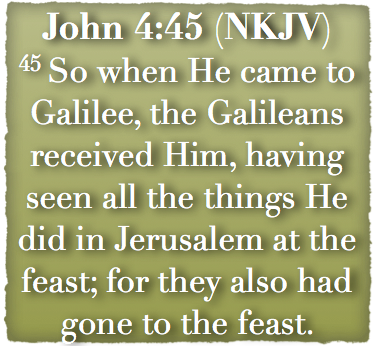 John 4:45 (NKJV)
45 So when He came to
Galilee, the Galileans
received Him, having
seen all the things He
did in Jerusalem at the
feast; for they also had
gone to the feast.